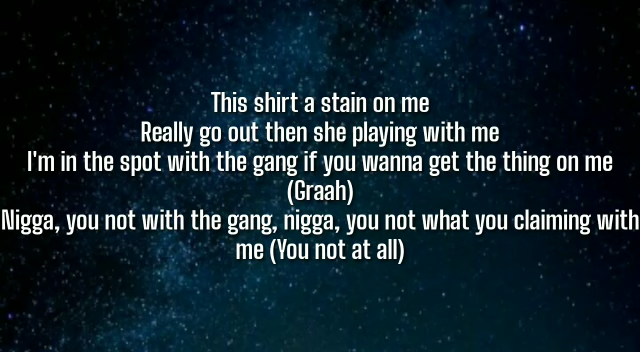 This shirt a stain on me
Really go out then she playing with me
I'm in the spot with the gang if you wanna get the thing on me
(Graah)
Nigga, you not with the gang, nigga, you not what you claiming with
me (You not at all)